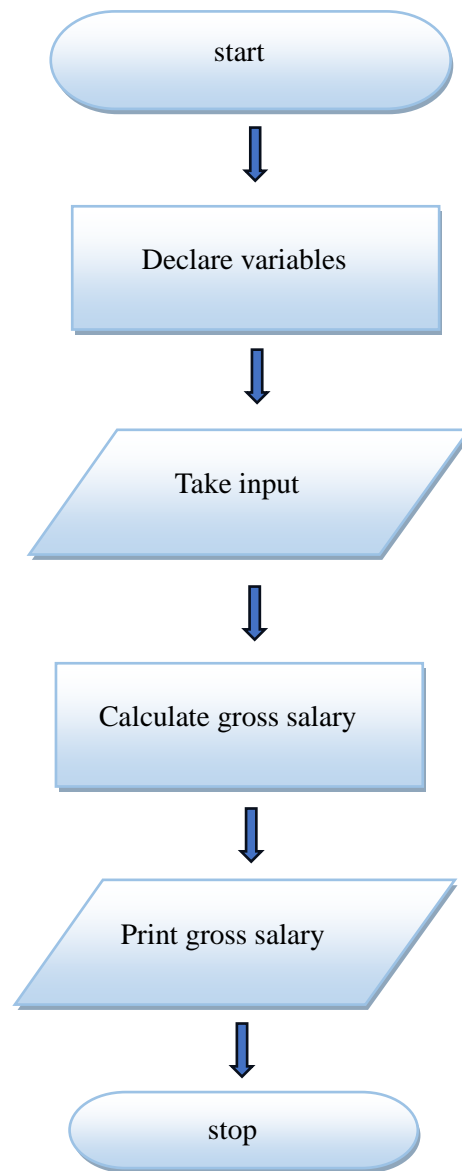 start
Declare variables
Take input
Calculate gross salary
Print gross salary
stop